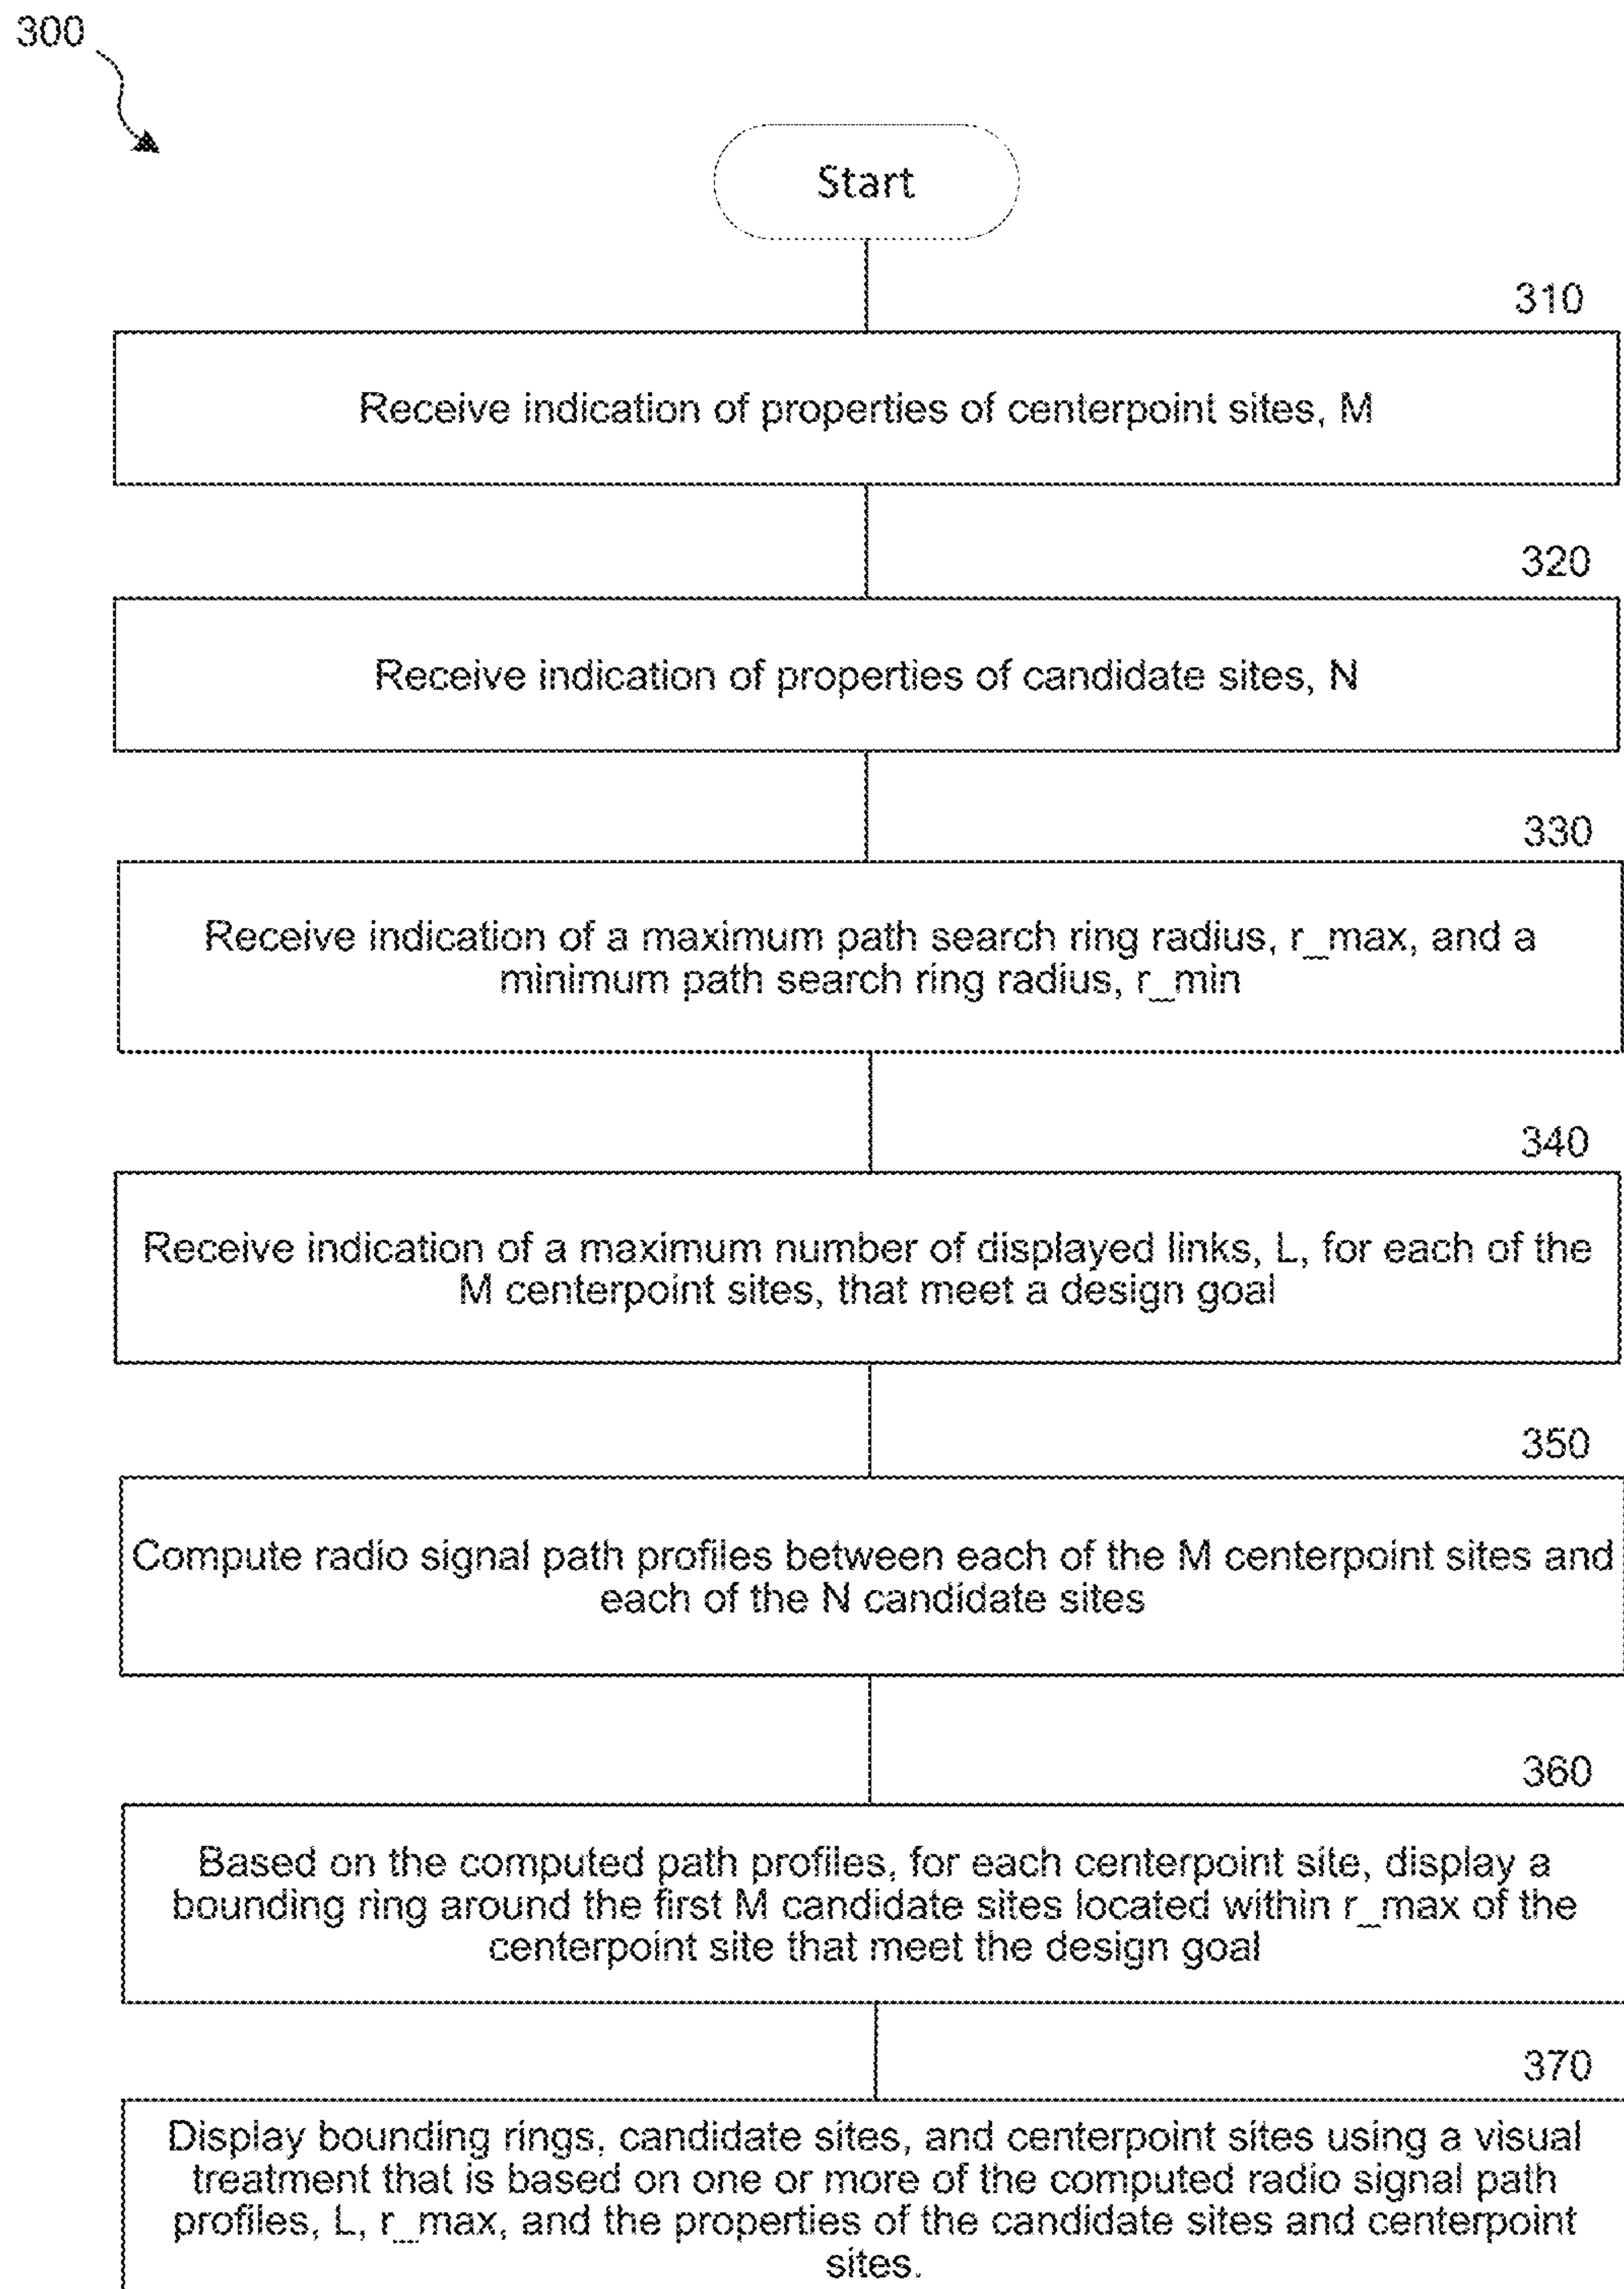 300
Start
310
Receive indication of properties of centerpoint sites, M
320
Receive indication of properties of candidate sites, N
330
Receive indication of a maximum path search ring radius, r_max, and a
minimum path search ring radius, r_min
340
Receive indication of a maximum number of displayed links, L, for each of the
M centerpoint sites, that meet a design goal
350
Compute radio signal path profiles between each of the M centerpoint sites and
each of the N candidate sites
360
Based on the computed path profiles, for each centerpoint site, display a
bounding ring around the first M candidate sites located within r_max of the
centerpoint site that meet the design goal
370
Display bounding rings, candidate sites, and centerpoint sites using a visual
treatment that is based on one or more of the computed radio signal path
profiles, L, r_max, and the properties of the candidate sites and centerpoint
sites.